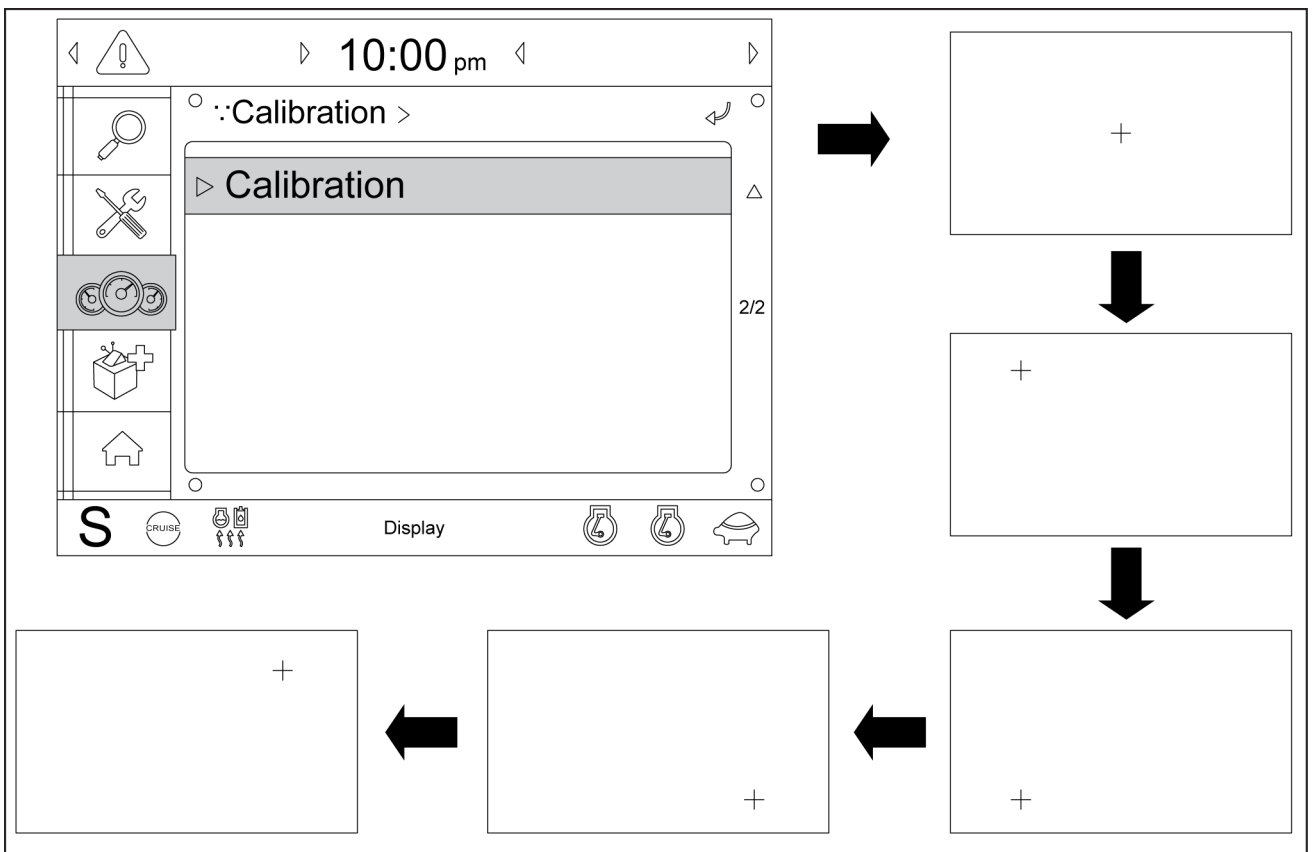 10:00 pm
∵Calibration >
Calibration
2/2
S
CRUISE
Display